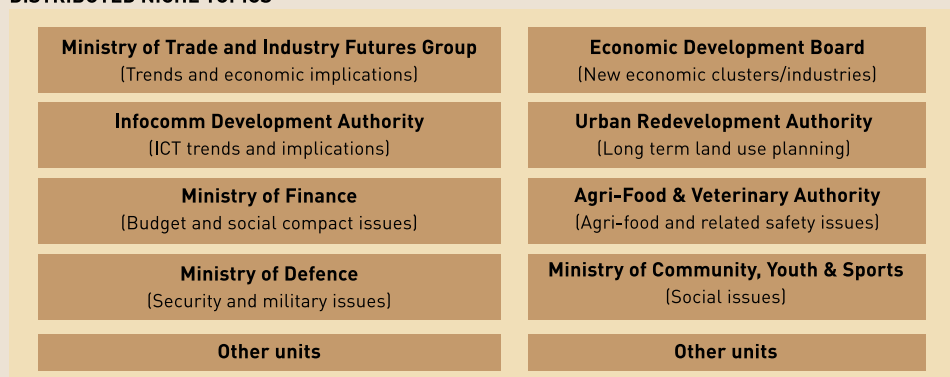 DISTRIBUTED NICHE TOPICS
Ministry of Trade and Industry Futures Group
(Trends and economic implications)
Economic Development Board
(New economic clusters/industries)
Infocomm Development Authority
(ICT trends and implications)
Urban Redevelopment Authority
(Long term land use planning)
Ministry of Finance
(Budget and social compact issues)
Agri-Food & Veterinary Authority
(Agri-food and related safety issues)
Ministry of Defence
(Security and military issues)
Ministry of Community, Youth & Sports
(Social issues)
Other units
Other units